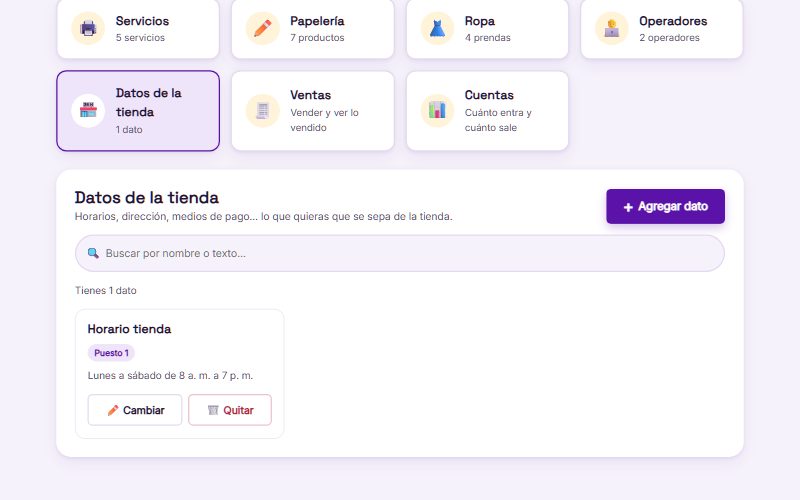 Servicios
5 servicios
Papelería
7 productos
Ropa
4 prendas
Operadores
2 operadores
Datos de la
tienda
1 dato
Ventas
Vender y ver lo
vendido
Cuentas
Cuánto entra y
cuánto sale
Datos de la tienda
Horarios, dirección, medios de pago... lo que quieras que se sepa de la tienda.
+ Agregar dato
Buscar por nombre o texto...
Tienes 1 dato
Horario tienda
Puesto 1
Lunes a sábado de 8 a. m. a 7 p. m.
Cambiar
Quitar